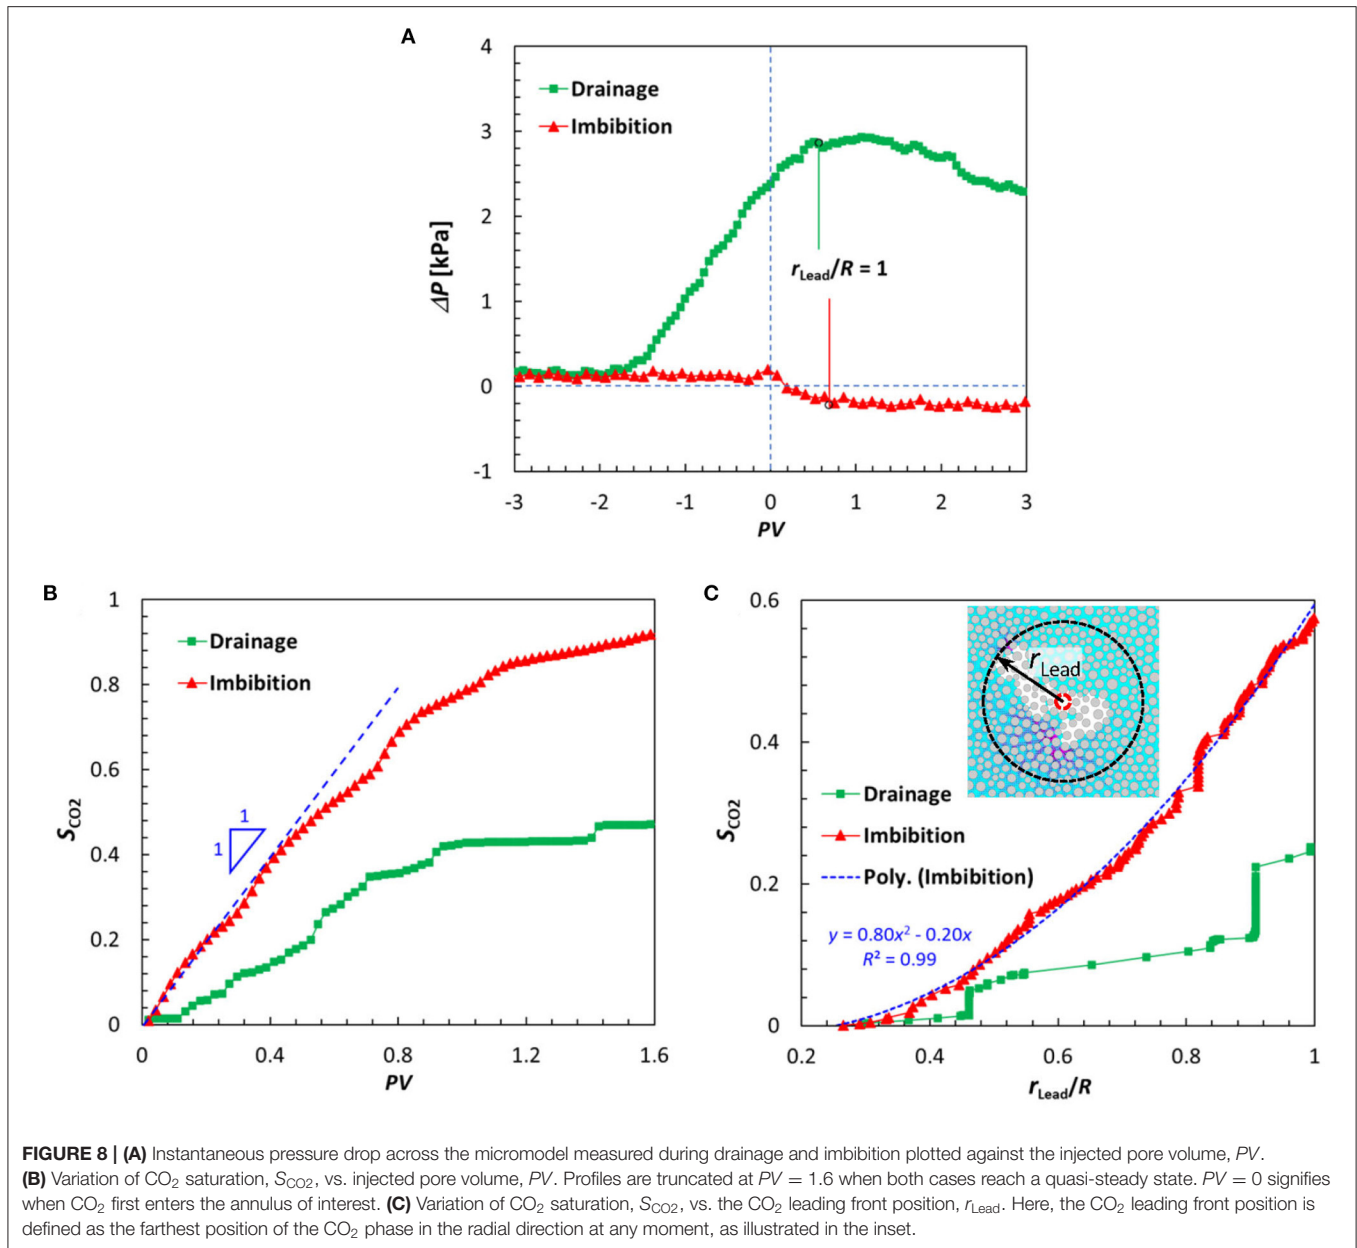 A
4
3
2
1
0
-1
ΔP [kPa]
Drainage
Imbibition
r_Lead/R = 1
-3 -2 -1 0 1 2 3
PV
B
1
0.8
0.6
0.4
0.2
0
S_CO2
Drainage
Imbibition
1
1
0 0.4 0.8 1.2 1.6
PV
C
0.6
0.4
0.2
0
S_CO2
r_Lead
Drainage
Imbibition
Poly. (Imbibition)
y = 0.80x² - 0.20x
R² = 0.99
0.2 0.4 0.6 0.8 1
r_Lead/R
FIGURE 8 | (A) Instantaneous pressure drop across the micromodel measured during drainage and imbibition plotted against the injected pore volume, PV.
(B) Variation of CO₂ saturation, S_CO2, vs. injected pore volume, PV. Profiles are truncated at PV = 1.6 when both cases reach a quasi-steady state. PV = 0 signifies
when CO₂ first enters the annulus of interest. (C) Variation of CO₂ saturation, S_CO2, vs. the CO₂ leading front position, r_Lead. Here, the CO₂ leading front position is
defined as the farthest position of the CO₂ phase in the radial direction at any moment, as illustrated in the inset.